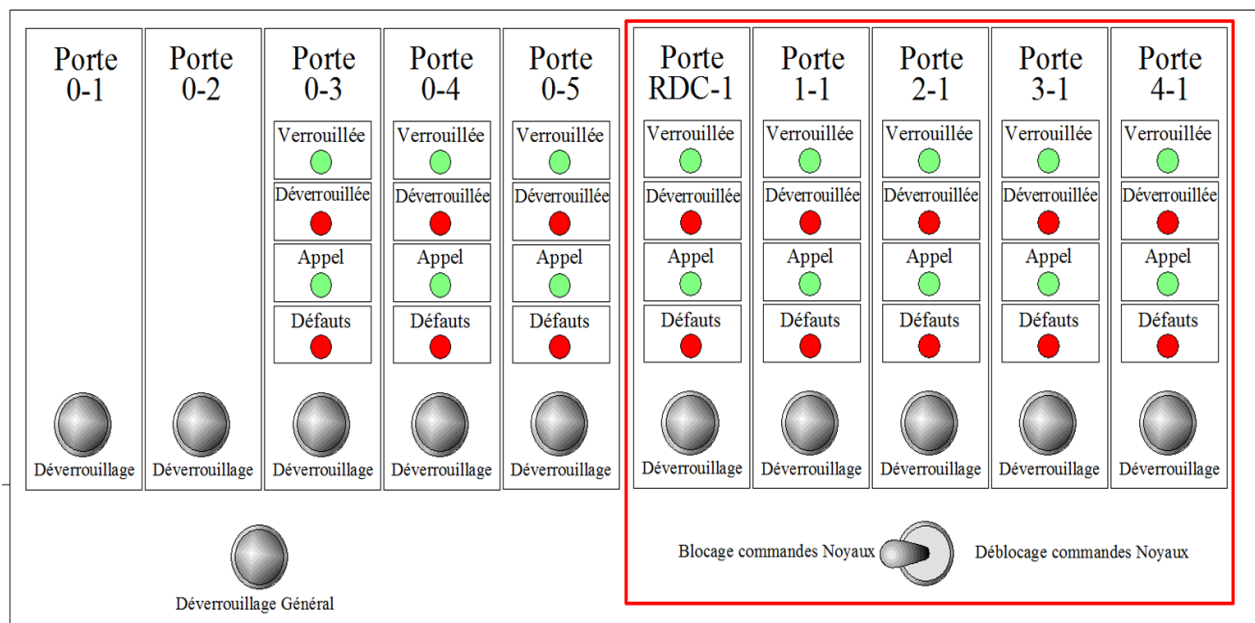 Porte
0-1
Déverrouillage
Porte
0-2
Déverrouillage
Porte
0-3
Verrouillée
Déverrouillée
Appel
Défauts
Déverrouillage
Porte
0-4
Verrouillée
Déverrouillée
Appel
Défauts
Déverrouillage
Porte
0-5
Verrouillée
Déverrouillée
Appel
Défauts
Déverrouillage
Porte
RDC-1
Verrouillée
Déverrouillée
Appel
Défauts
Déverrouillage
Porte
1-1
Verrouillée
Déverrouillée
Appel
Défauts
Déverrouillage
Porte
2-1
Verrouillée
Déverrouillée
Appel
Défauts
Déverrouillage
Porte
3-1
Verrouillée
Déverrouillée
Appel
Défauts
Déverrouillage
Porte
4-1
Verrouillée
Déverrouillée
Appel
Défauts
Déverrouillage
Déverrouillage Général
Blocage commandes Noyaux
Déblocage commandes Noyaux